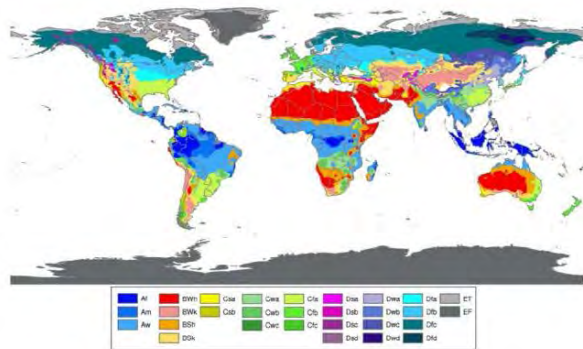 Af BWh Csa Cwa Cfa Dsa Dwa Dfa ET
Am BWk Csb Cwb Cfb Dsb Dwb Dfb EF
Aw BSh Cwc Cfc Dsc Dwc Dfc
BSk Dsd Dwd Dfd